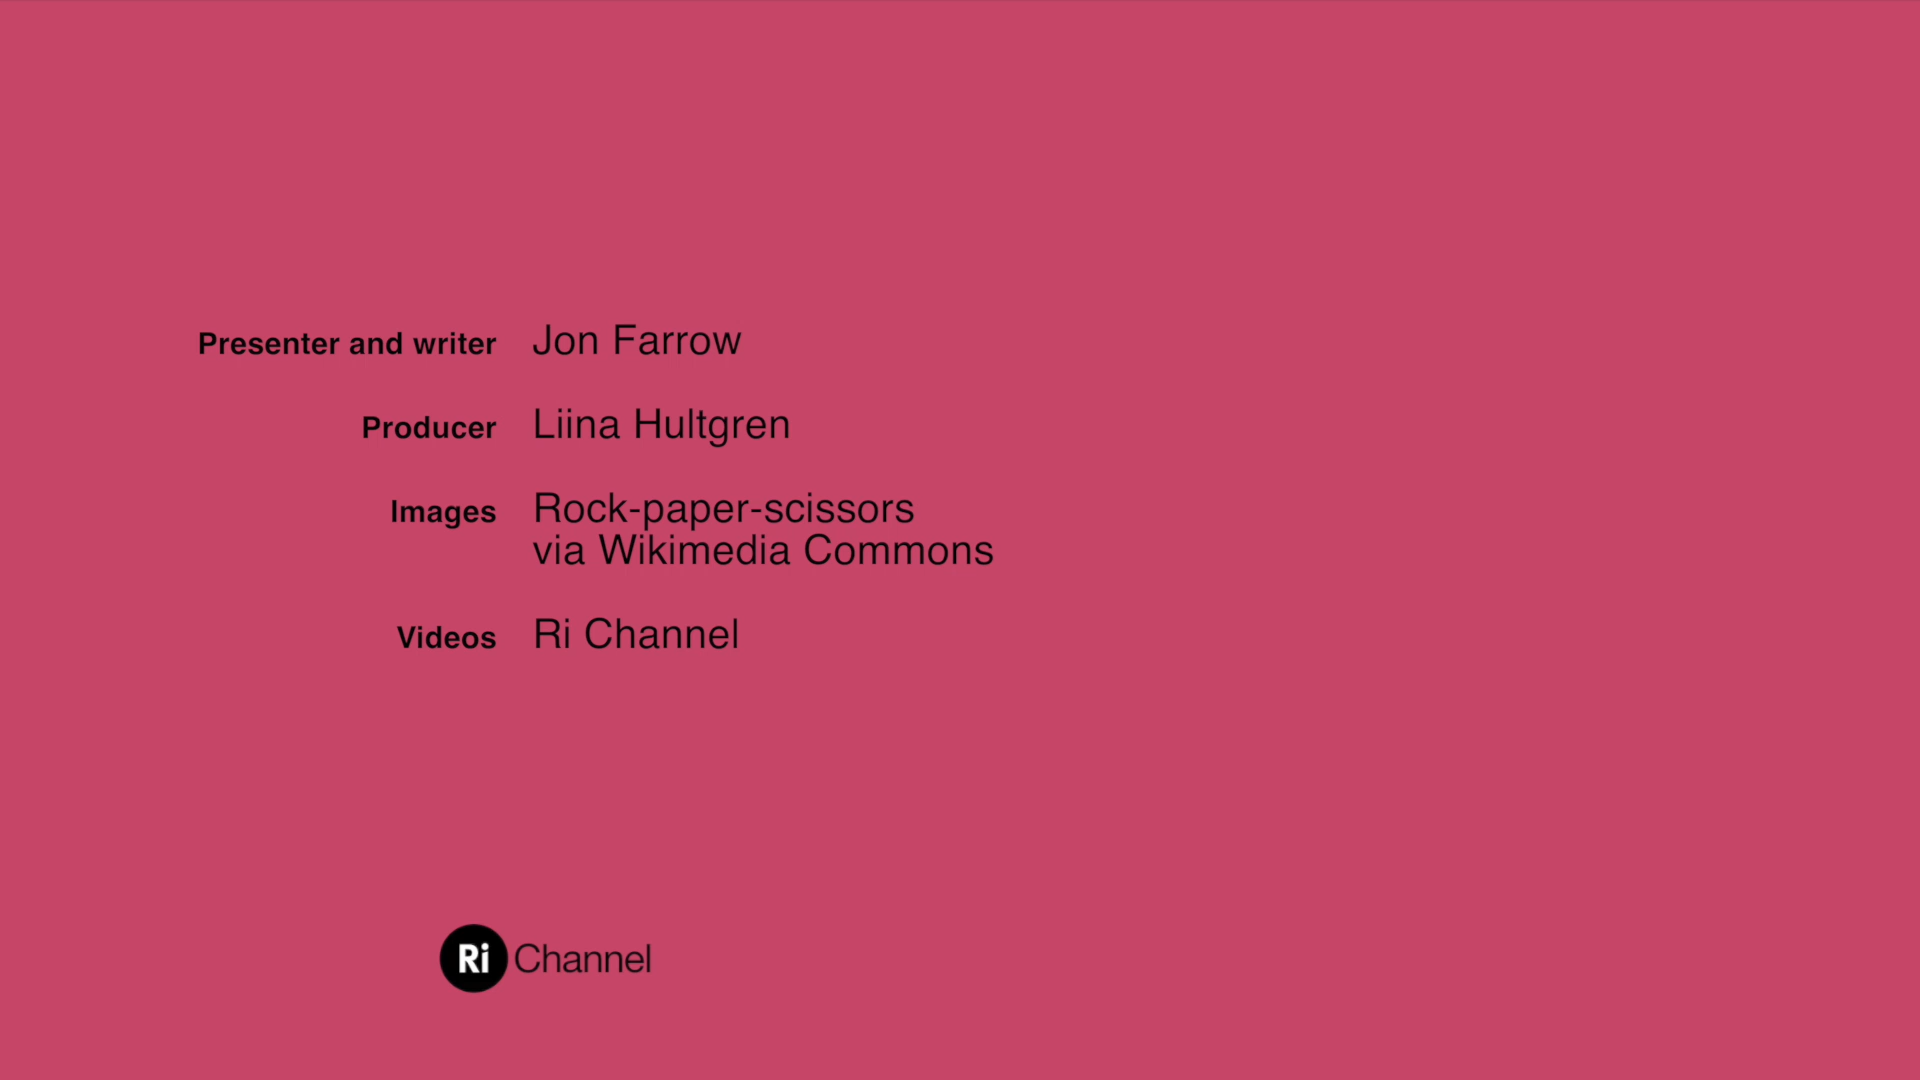 Presenter and writer Jon Farrow
Producer Liina Hultgren
Images Rock-paper-scissors
via Wikimedia Commons
Videos Ri Channel
Ri Channel